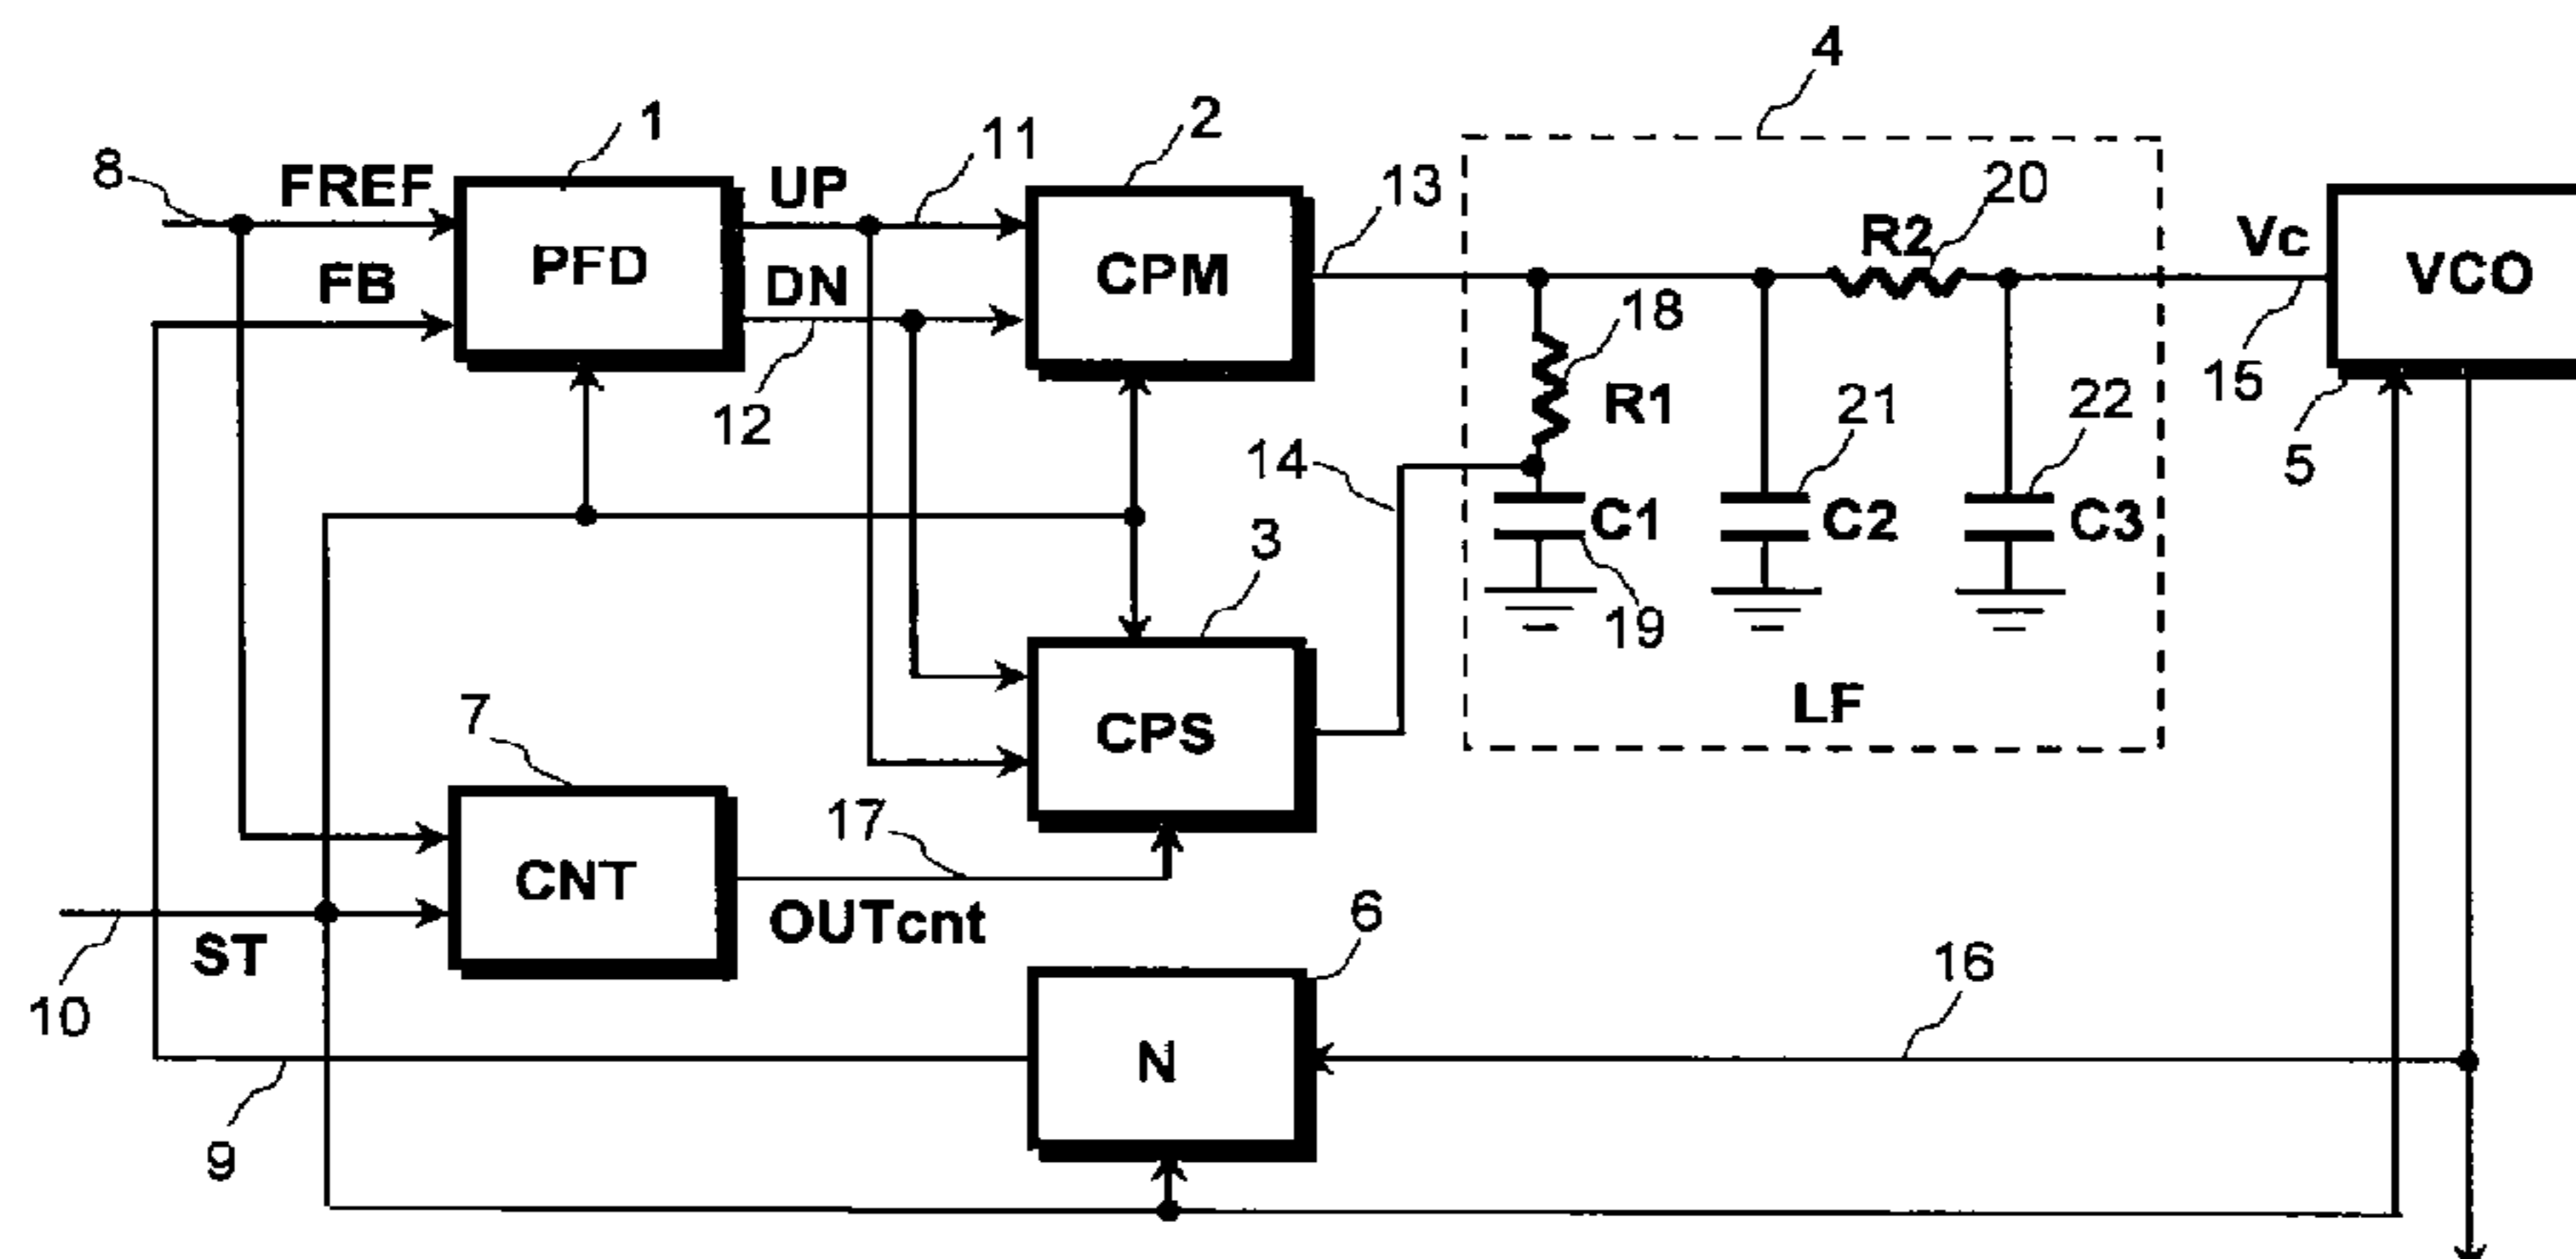 4
1
2
11
8
FREF
UP
13
20
PFD
CPM
R2
Vc
VCO
FB
DN
18
15
12
R1
21
22
14
5
3
C1
C2
C3
19
7
CPS
LF
17
CNT
OUTcnt
6
ST
16
10
N
9